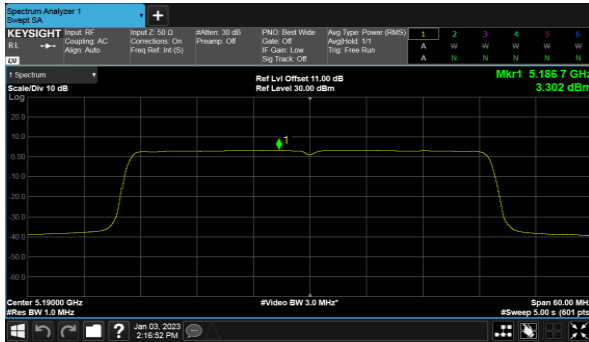 Spectrum Analyzer 1
Swept SA
+
KEYSIGHT Input: RF Input Z: 50 Ω #Atten: 30 dB PNO: Best Wide Avg Type: Power (RMS) 1 2 3 4 5 6
RL Coupling: AC Corrections: On Preamp: Off Gate: Off Avg|Hold: 1/1 A W W W W W
Align: Auto Freq Ref: Int (S) IF Gain: Low Trig: Free Run
LXI Sig Track: Off A N N N N N
1 Spectrum Ref Lvl Offset 11.00 dB Mkr1 5.186 7 GHz
Scale/Div 10 dB Ref Level 30.00 dBm 3.302 dBm
Log
20.0
10.0
1
0.00
-10.0
-20.0
-30.0
-40.0
-50.0
-60.0
Center 5.19000 GHz #Video BW 3.0 MHz* Span 60.00 MHz
#Res BW 1.0 MHz #Sweep 5.00 s (601 pts)
? Jan 03, 2023
2:16:52 PM